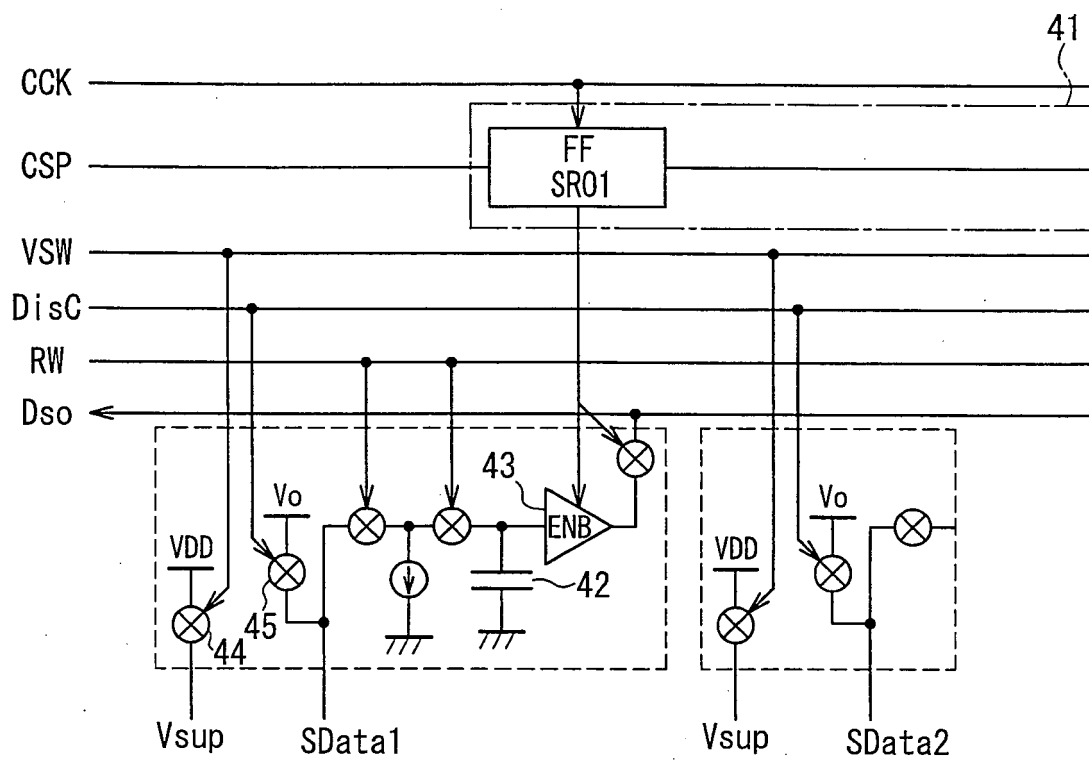 41
CCK
CSP
FF
SR01
VSW
DisC
RW
Dso
43
Vo
Vo
VDD
ENB
VDD
42
45
44
Vsup
SData1
Vsup
SData2